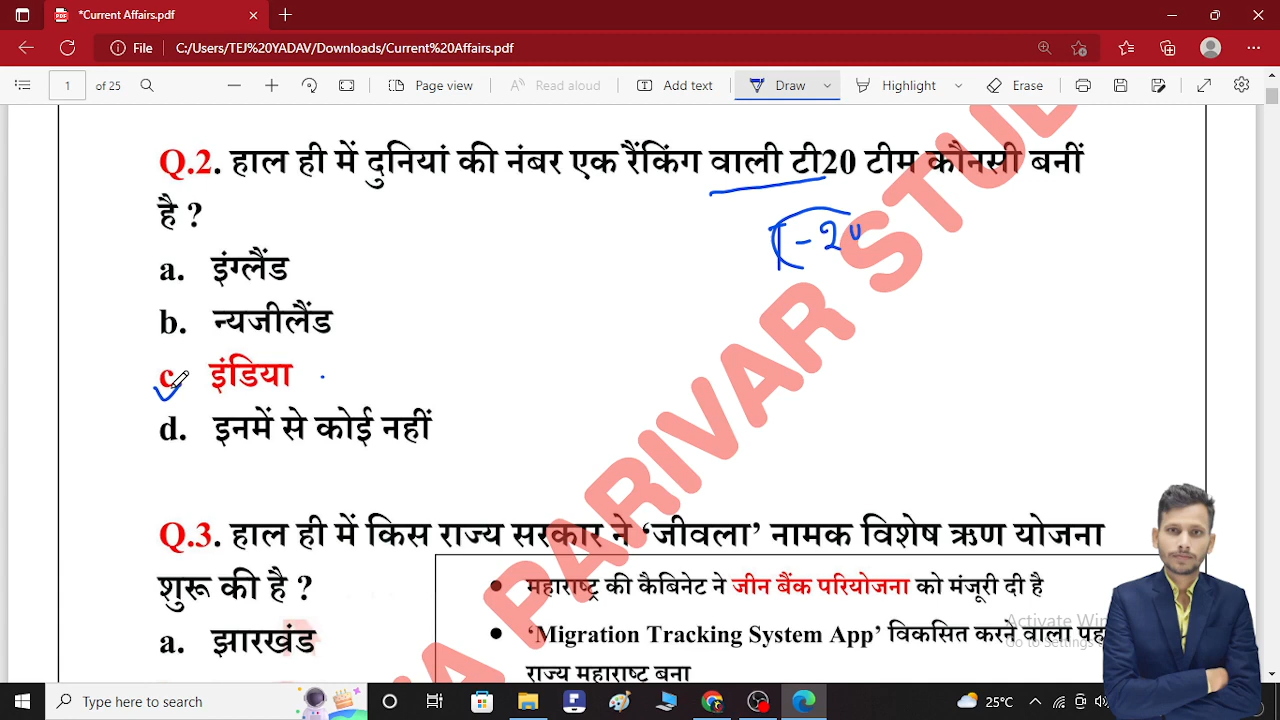 *Current Affairs.pdf
File C:/Users/TEJ%20YADAV/Downloads/Current%20Affairs.pdf
1 of 25 Page view Read aloud Add text Draw Highlight Erase
Q.2. हाल ही में दुनियां की नंबर एक रैंकिंग वाली टी20 टीम कौनसी बनीं
है ?
T-20
a. इंग्लैंड
b. न्यजीलैंड
c. इंडिया
d. इनमें से कोई नहीं
Q.3. हाल ही में किस राज्य सरकार ने ‘जीवला’ नामक विशेष ऋण योजना
शुरू की है ?
• महाराष्ट्र की कैबिनेट ने जीन बैंक परियोजना को मंजूरी दी है
a. झारखंड
• ‘Migration Tracking System App’ विकसित करने वाला पह
राज्य महाराष्ट बना
A PARIVAR STUD
Activate Win
Go to Settings
Type here to search 25°C